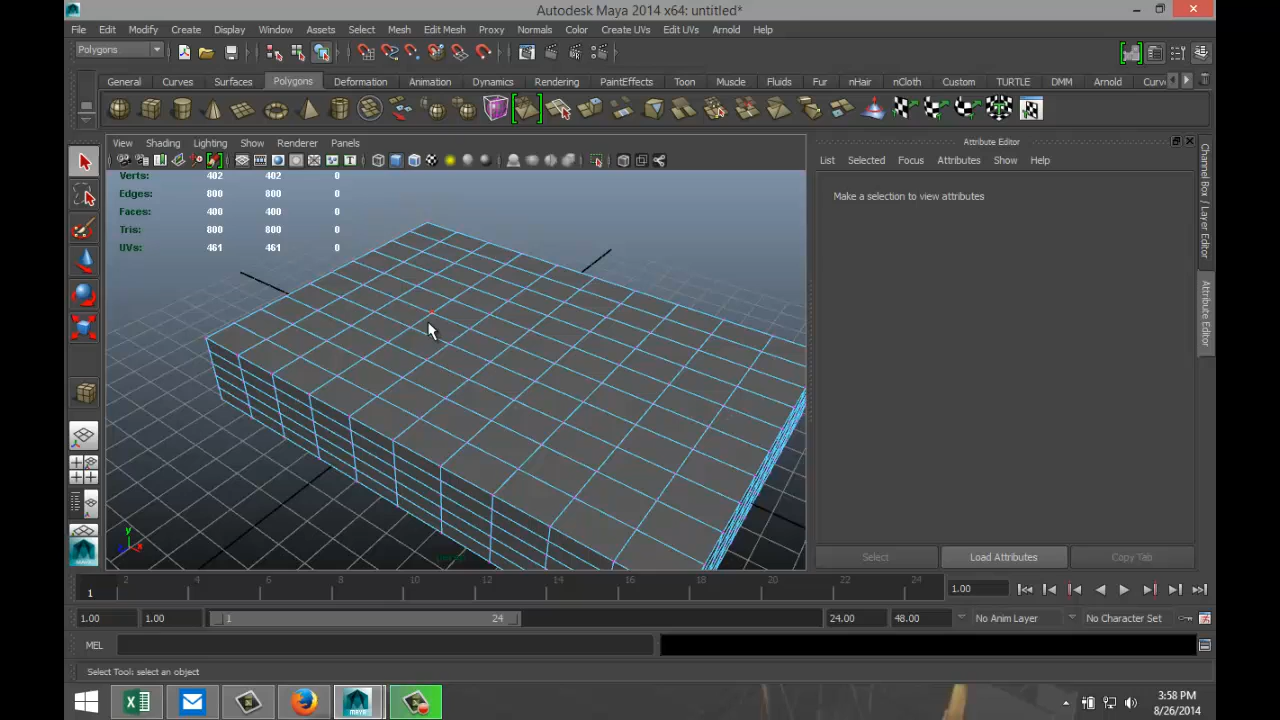 Autodesk Maya 2014 x64: untitled*
File Edit Modify Create Display Window Assets Select Mesh Edit Mesh Proxy Normals Color Create UVs Edit UVs Arnold Help
Polygons
General Curves Surfaces Polygons Deformation Animation Dynamics Rendering PaintEffects Toon Muscle Fluids Fur nHair nCloth Custom TURTLE DMM Arnold Curv
View Shading Lighting Show Renderer Panels
Attribute Editor
List Selected Focus Attributes Show Help
Make a selection to view attributes
Channel Box / Layer Editor
Attribute Editor
Verts: 402 402 0
Edges: 800 800 0
Faces: 400 400 0
Tris: 800 800 0
UVs: 461 461 0
y
Select Load Attributes Copy Tab
2 4 6 8 10 12 14 16 18 20 22 24
1 1.00
1.00 1.00 1 24 24.00 48.00 No Anim Layer No Character Set
MEL
Select Tool: select an object
MAYA
3:58 PM
8/26/2014